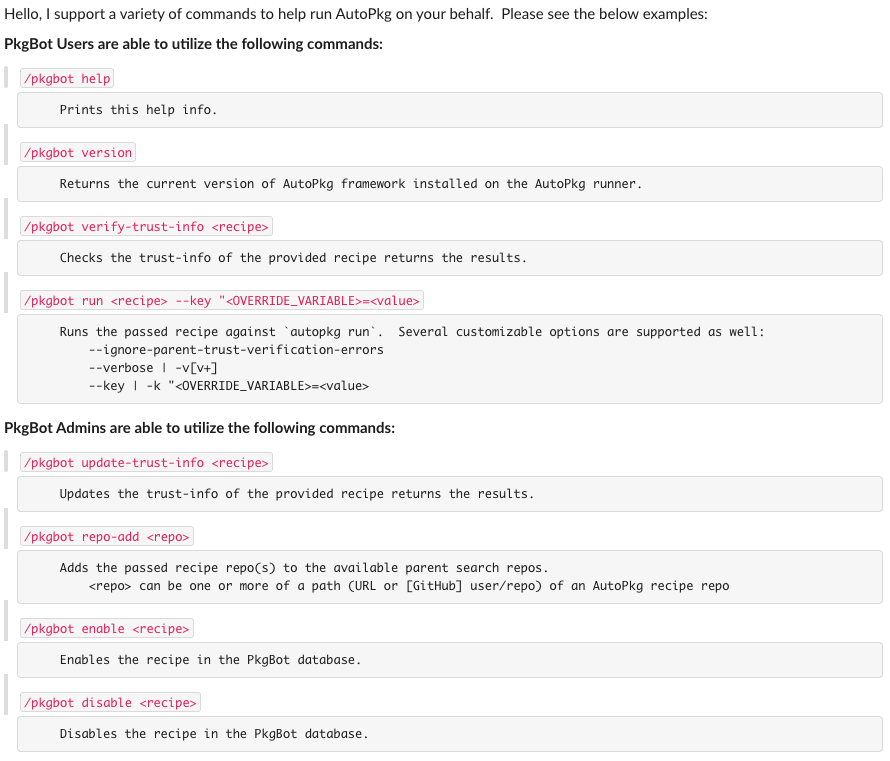 Hello, I support a variety of commands to help run AutoPkg on your behalf.  Please see the below examples:
PkgBot Users are able to utilize the following commands:
/pkgbot help
Prints this help info.
/pkgbot version
Returns the current version of AutoPkg framework installed on the AutoPkg runner.
/pkgbot verify-trust-info <recipe>
Checks the trust-info of the provided recipe returns the results.
/pkgbot run <recipe> --key "<OVERRIDE_VARIABLE>=<value>
Runs the passed recipe against `autopkg run`.  Several customizable options are supported as well:
--ignore-parent-trust-verification-errors
--verbose | -v[v+]
--key | -k "<OVERRIDE_VARIABLE>=<value>
PkgBot Admins are able to utilize the following commands:
/pkgbot update-trust-info <recipe>
Updates the trust-info of the provided recipe returns the results.
/pkgbot repo-add <repo>
Adds the passed recipe repo(s) to the available parent search repos.
<repo> can be one or more of a path (URL or [GitHub] user/repo) of an AutoPkg recipe repo
/pkgbot enable <recipe>
Enables the recipe in the PkgBot database.
/pkgbot disable <recipe>
Disables the recipe in the PkgBot database.